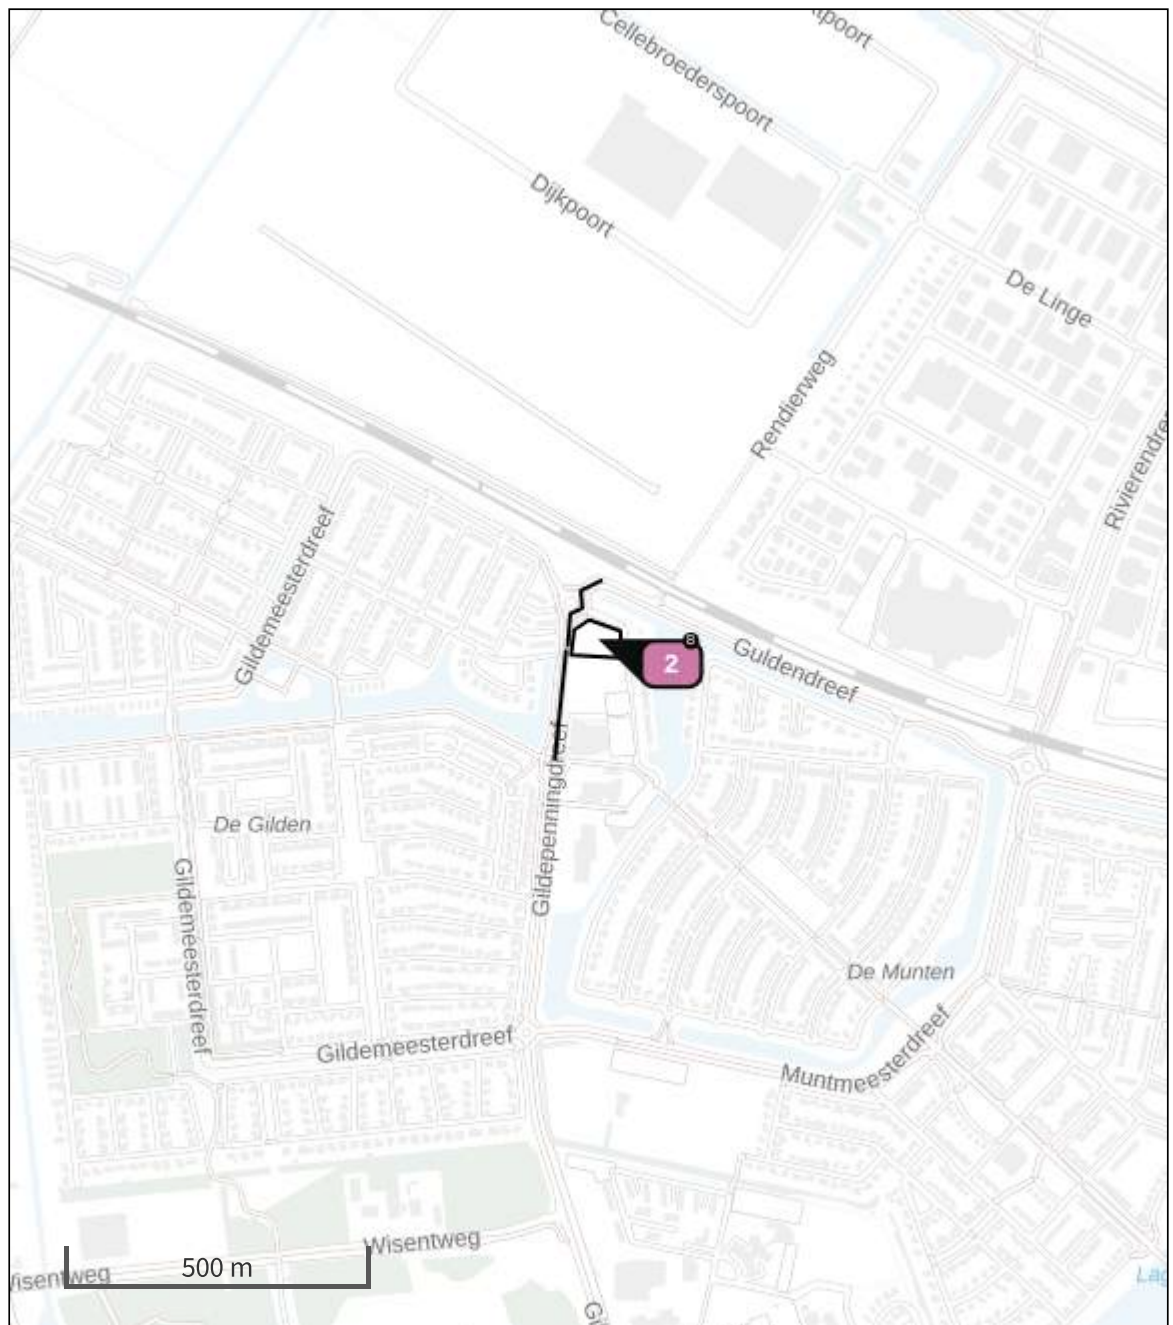 Cellebroederspoort
Dijkpoort
De Linge
Rendierweg
Gildemeesterdreef
2
8
Guldendreef
Gildepenningdreef
De Gilden
Gildemeesterdreef
De Munten
Gildemeesterdreef
Muntmeesterdreef
Wisentweg
500 m